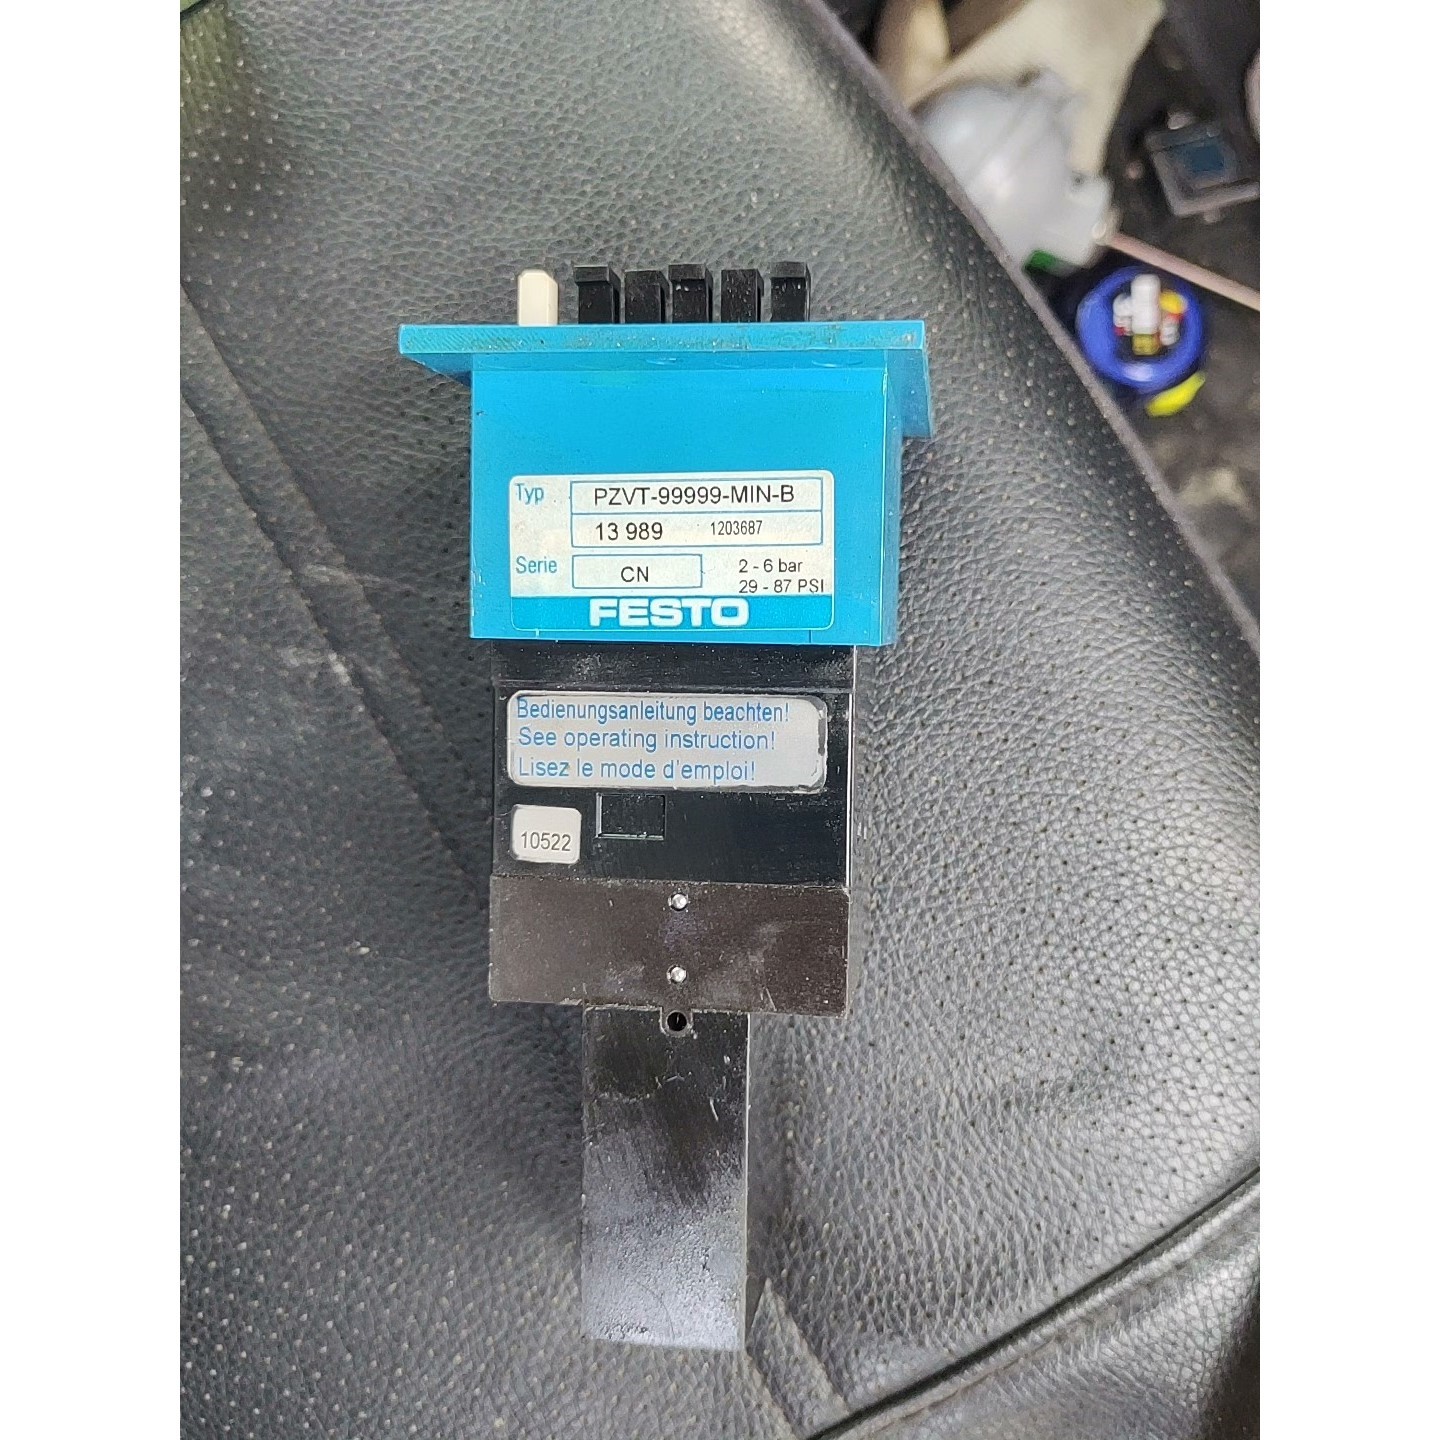 Typ PZVT-99999-MIN-B
13 989 1203687
Serie CN 2 - 6 bar
29 - 87 PSI
FESTO
Bedienungsanleitung beachten!
See operating instruction!
Lisez le mode d'emploi!
10522